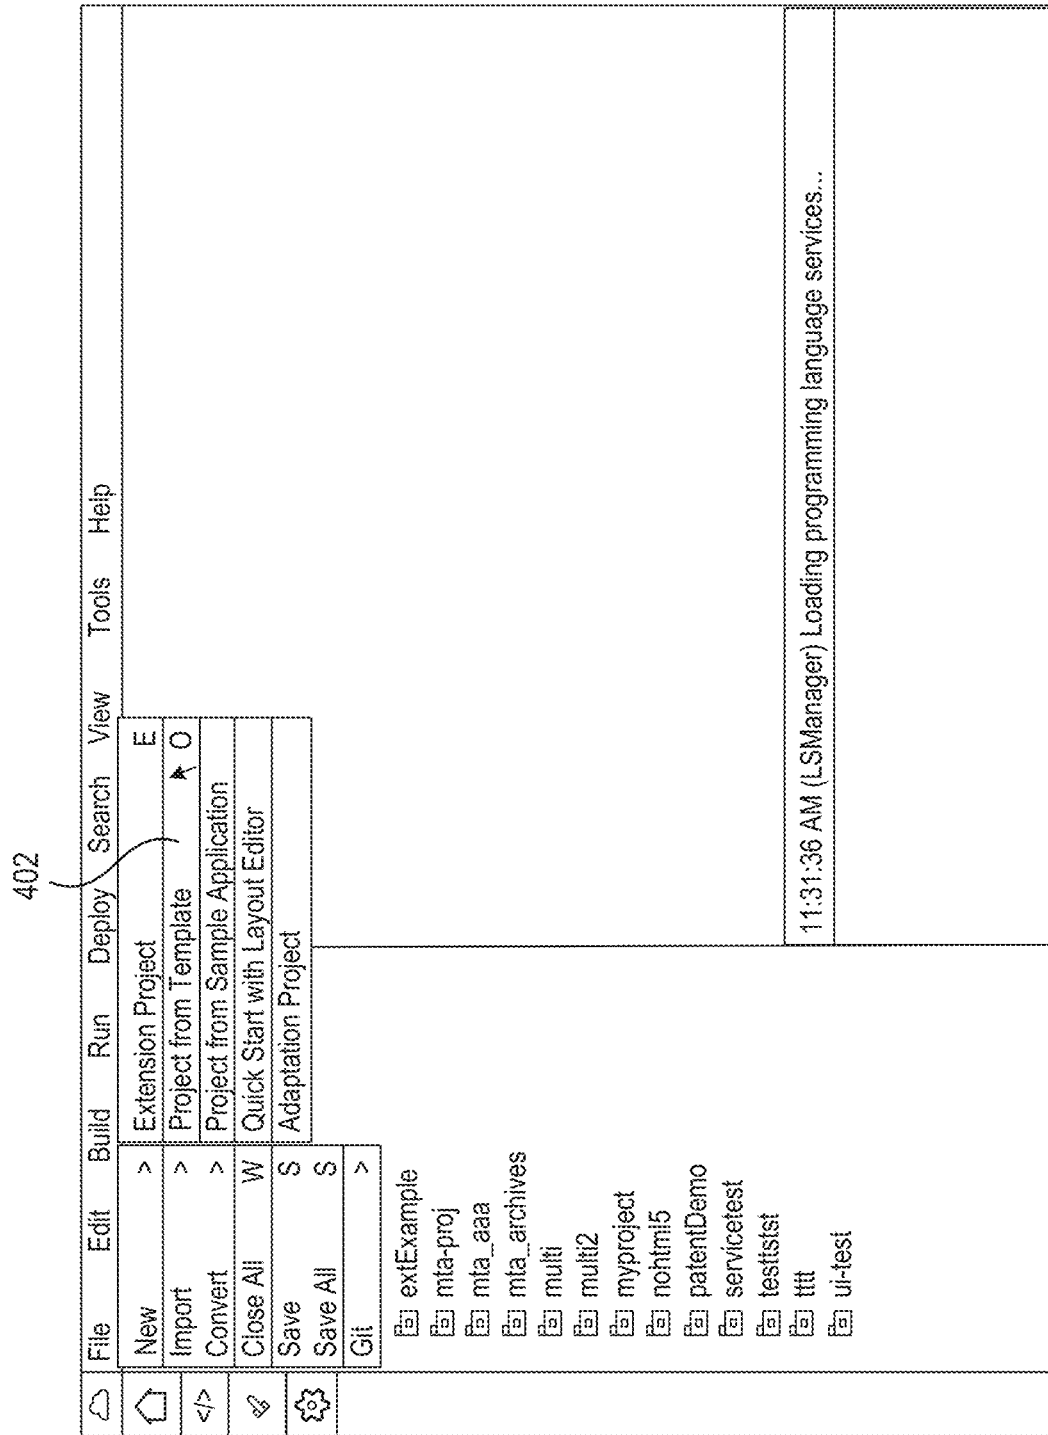 402
File Edit Build Run Deploy Search View Tools Help
New >
Import >
Convert >
Close All W
Save S
Save All S
Git >
Extension Project E
Project from Template O
Project from Sample Application
Quick Start with Layout Editor
Adaptation Project
</>
extExample
mta-proj
mta_aaa
mta_archives
multi
multi2
myproject
nohtml5
patentDemo
servicetest
testtstst
tttt
ui-test
11:31:36 AM (LSManager) Loading programming language services...